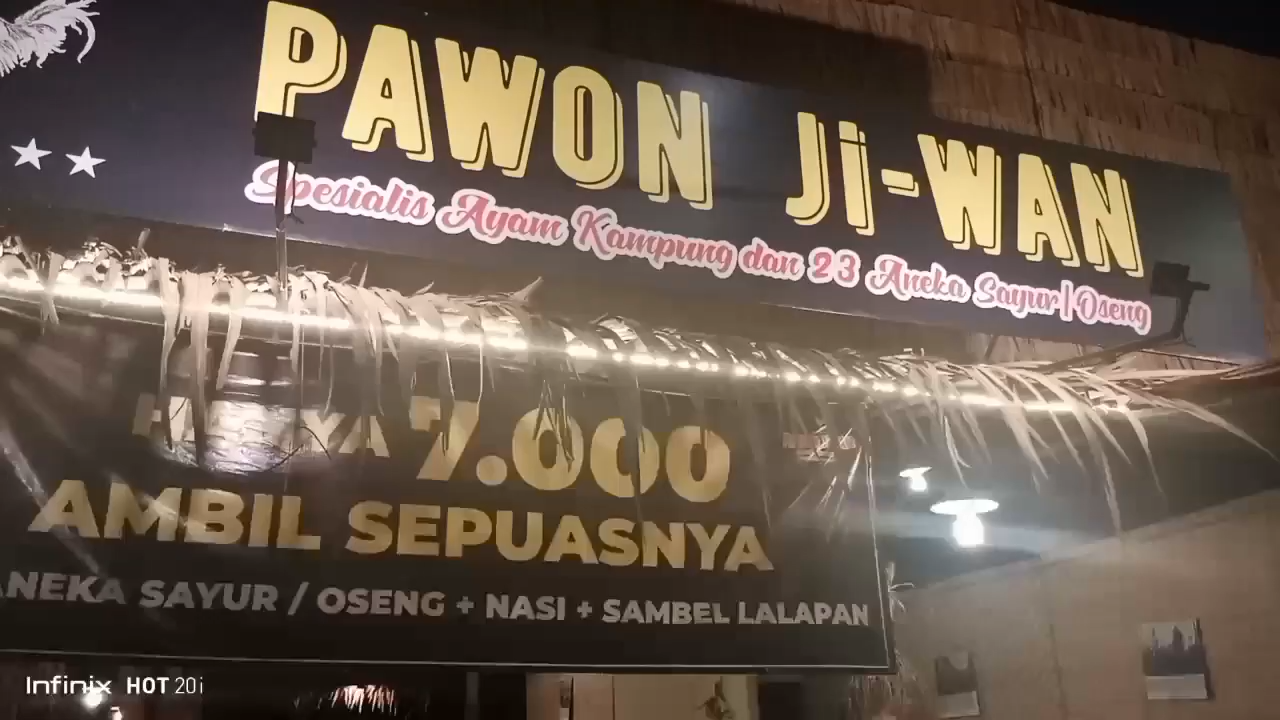 PAWON Ji-WAN
Spesialis Ayam Kampung dan 23 Aneka Sayur|Oseng
7.000
AMBIL SEPUASNYA
ANEKA SAYUR / OSENG + NASI + SAMBEL LALAPAN
Infinix HOT 20i